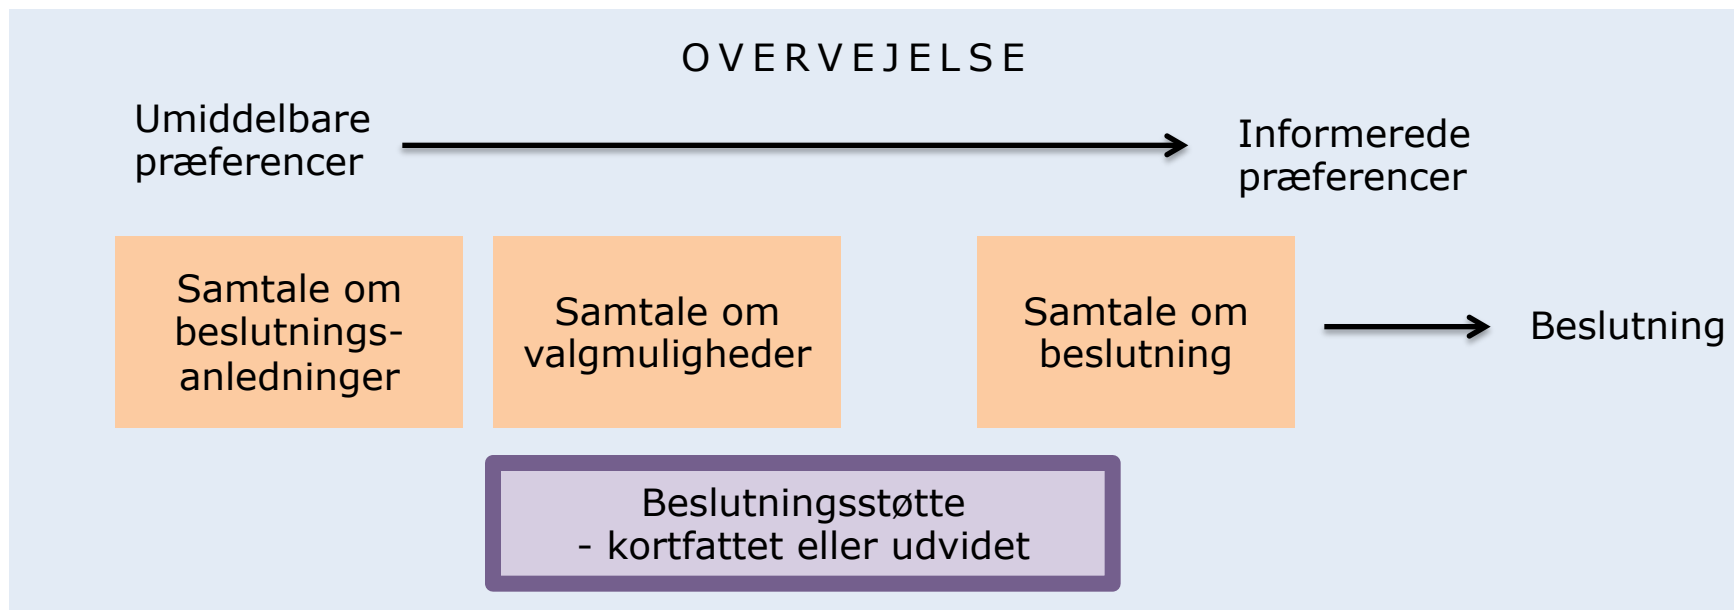 OVERVEJELSE
Umiddelbare
præferencer
Informerede
præferencer
Samtale om
beslutnings-
anledninger
Samtale om
valgmuligheder
Samtale om
beslutning
Beslutning
Beslutningsstøtte
- kortfattet eller udvidet